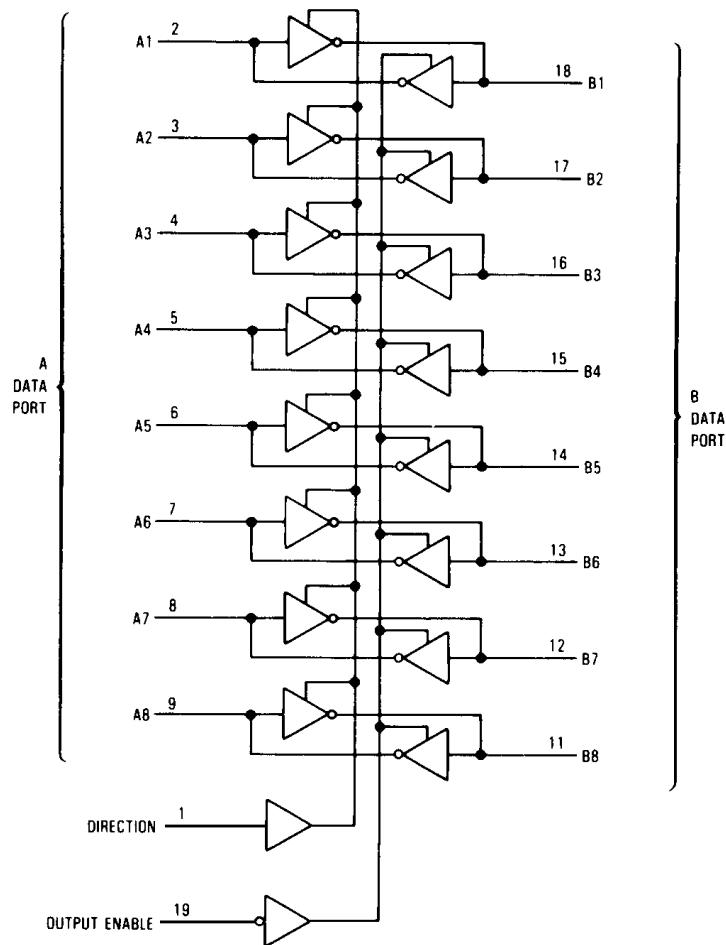 A1 2
18 B1
A2 3
17 B2
A3 4
16 B3
A4 5
15 B4
A
DATA
PORT
B
DATA
PORT
A5 6
14 B5
A6 7
13 B6
A7 8
12 B7
A8 9
11 B8
DIRECTION 1
OUTPUT ENABLE 19